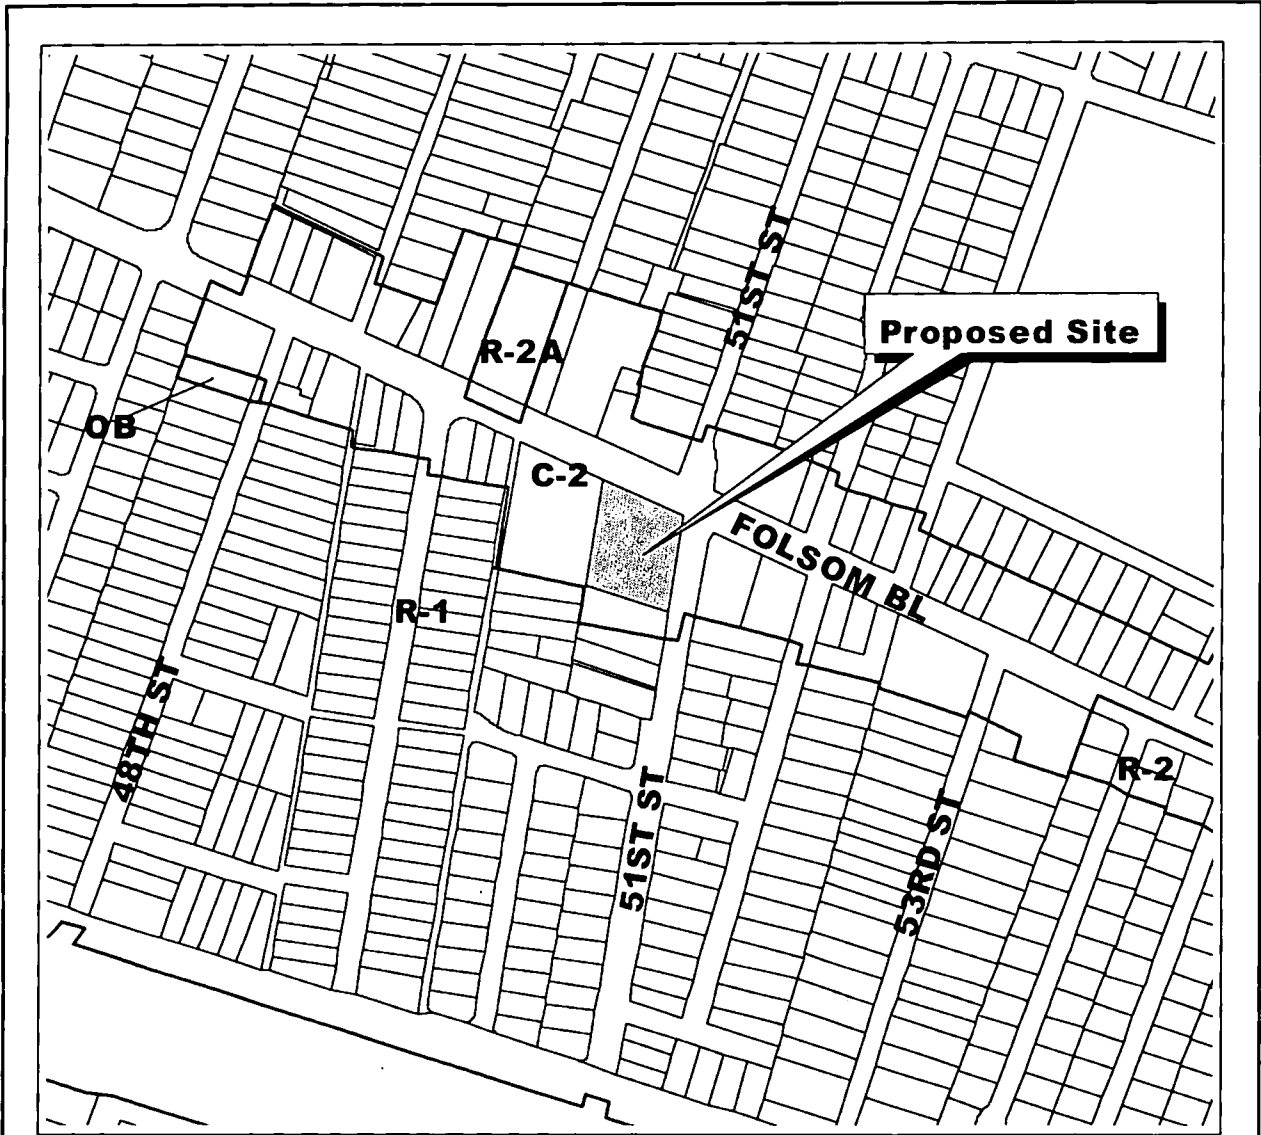 51ST ST
Proposed Site
R-2A
OB
C-2
FOLSOM BL
R-1
48TH ST
R-2
51ST ST
53RD ST